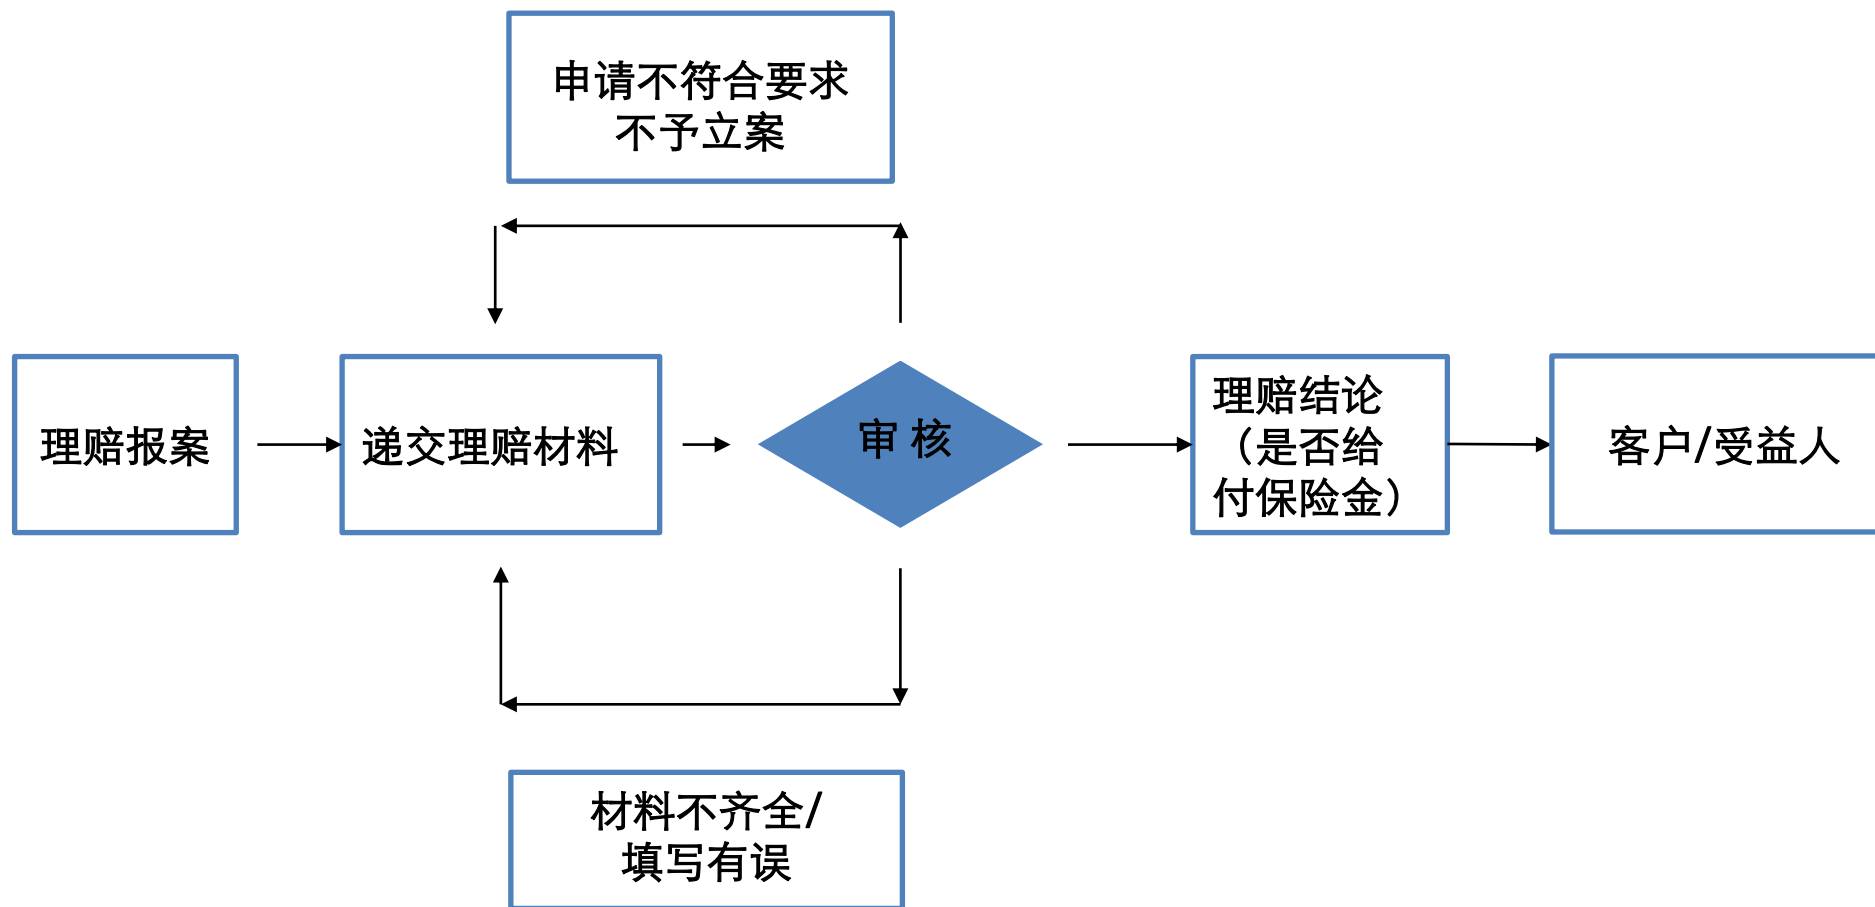 申请不符合要求
不予立案
理赔报案
递交理赔材料
审 核
理赔结论
（是否给
付保险金）
客户/受益人
材料不齐全/
填写有误